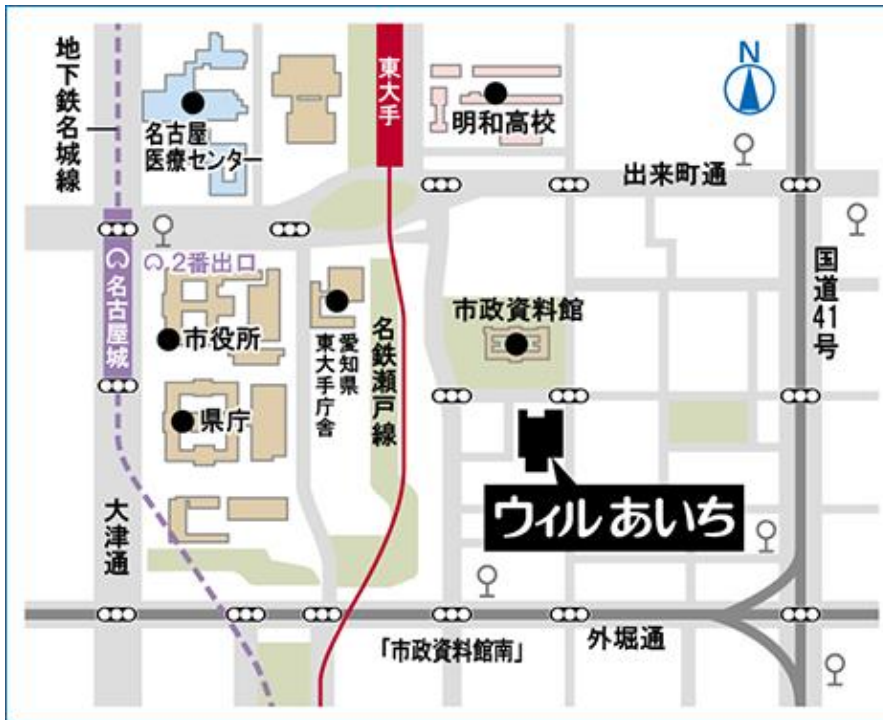 地下鉄名城線
名古屋
医療センター
東大手
明和高校
N
出来町通
2番出口
名古屋城
市役所
愛知県
東大手庁舎
名鉄瀬戸線
市政資料館
国道41号
県庁
ウィルあいち
大津通
「市政資料館南」
外堀通